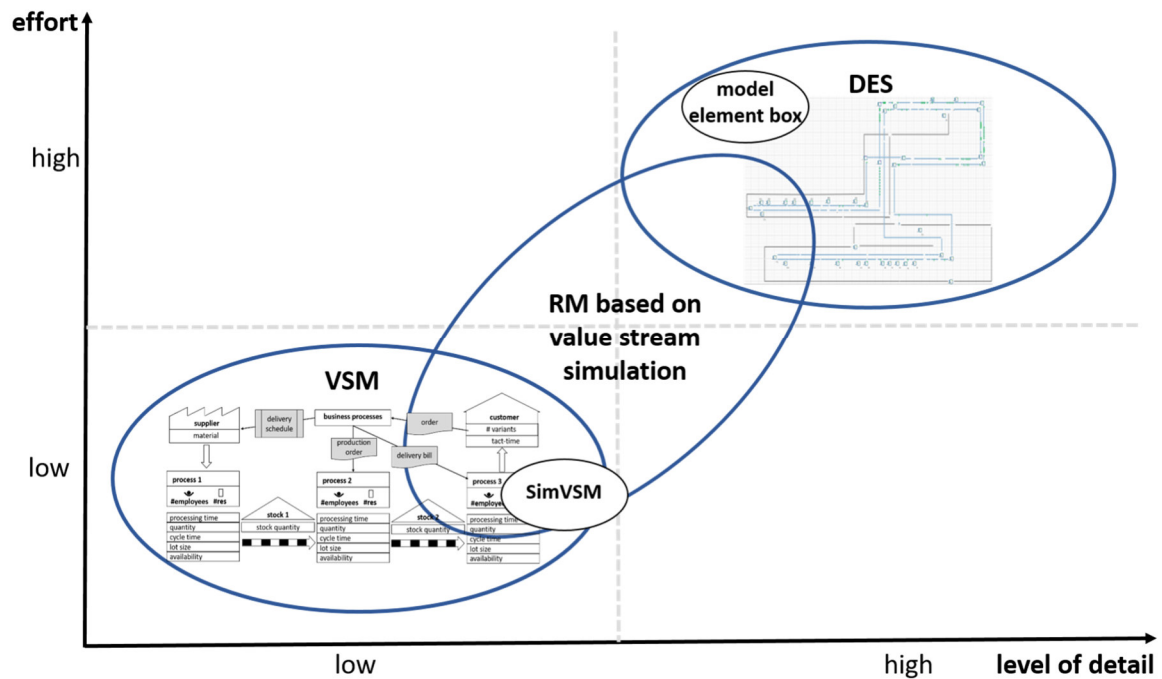 effort
high
low
model
element box
DES
RM based on
value stream
simulation
VSM
supplier
material
delivery
schedule
business processes
order
customer
# variants
tact-time
production
order
delivery bill
process 1
#employees #res
processing time
quantity
cycle time
lot size
availability
stock 1
stock quantity
process 2
#employees #res
processing time
quantity
cycle time
lot size
availability
stock 2
stock quantity
process 3
processing time
quantity
cycle time
lot size
availability
SimVSM
low
high
level of detail